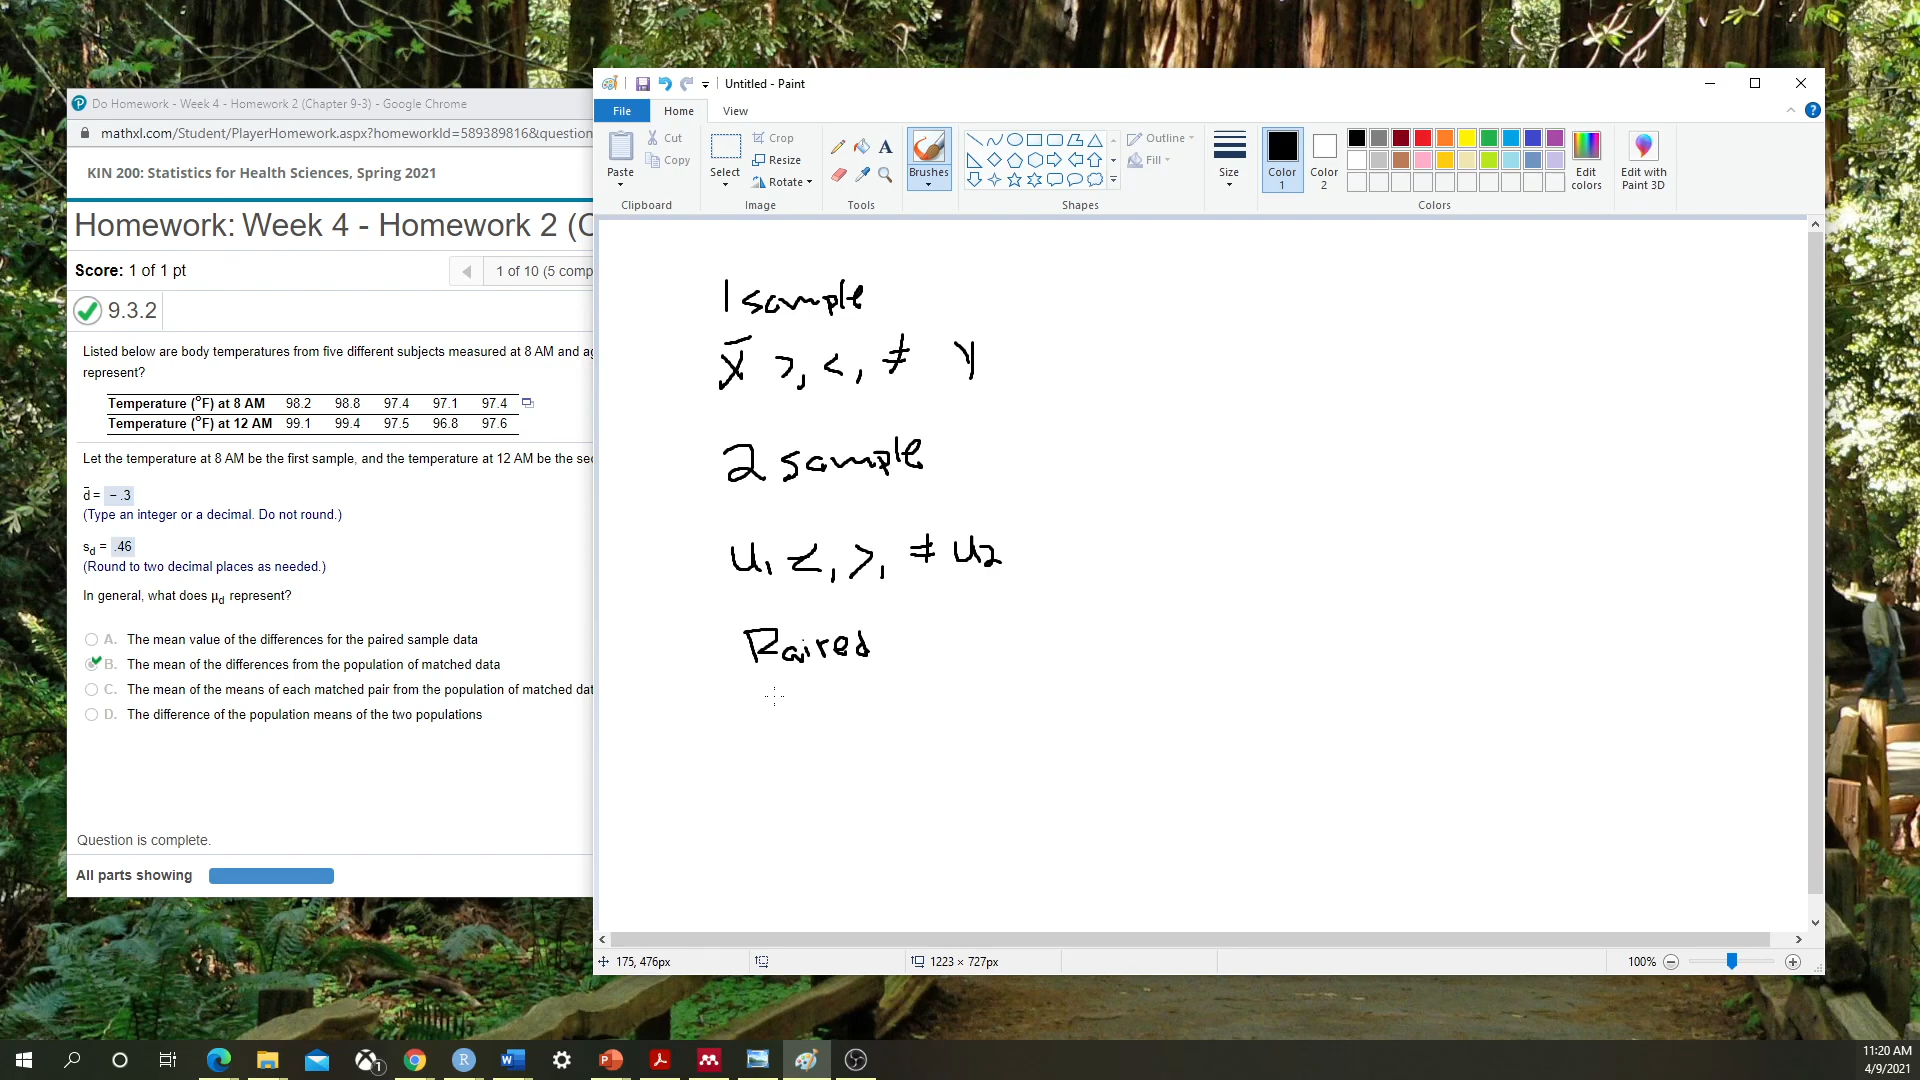 Do Homework - Week 4 - Homework 2 (Chapter 9-3) - Google Chrome
mathxl.com/Student/PlayerHomework.aspx?homeworkId=589389816&question
KIN 200: Statistics for Health Sciences, Spring 2021
Homework: Week 4 - Homework 2 (C
Score: 1 of 1 pt
1 of 10 (5 comp
9.3.2
Listed below are body temperatures from five different subjects measured at 8 AM and ag
represent?
Temperature (°F) at 8 AM 98.2 98.8 97.4 97.1 97.4
Temperature (°F) at 12 AM 99.1 99.4 97.5 96.8 97.6
Let the temperature at 8 AM be the first sample, and the temperature at 12 AM be the sec
d̄ = − .3
(Type an integer or a decimal. Do not round.)
s_d = .46
(Round to two decimal places as needed.)
In general, what does μ_d represent?
A. The mean value of the differences for the paired sample data
B. The mean of the differences from the population of matched data
C. The mean of the means of each matched pair from the population of matched dat
D. The difference of the population means of the two populations
Question is complete.
All parts showing
Untitled - Paint
File Home View
Paste
Cut
Copy
Clipboard
Select
Crop
Resize
Rotate
Image
Tools
Brushes
Outline
Fill
Shapes
Size
Color 1
Color 2
Edit colors
Colors
Edit with Paint 3D
1 sample
x̄ >, <, ≠ y
2 sample
u1 <, >, ≠ u2
Paired
175, 476px
1223 × 727px
100%
11:20 AM
4/9/2021